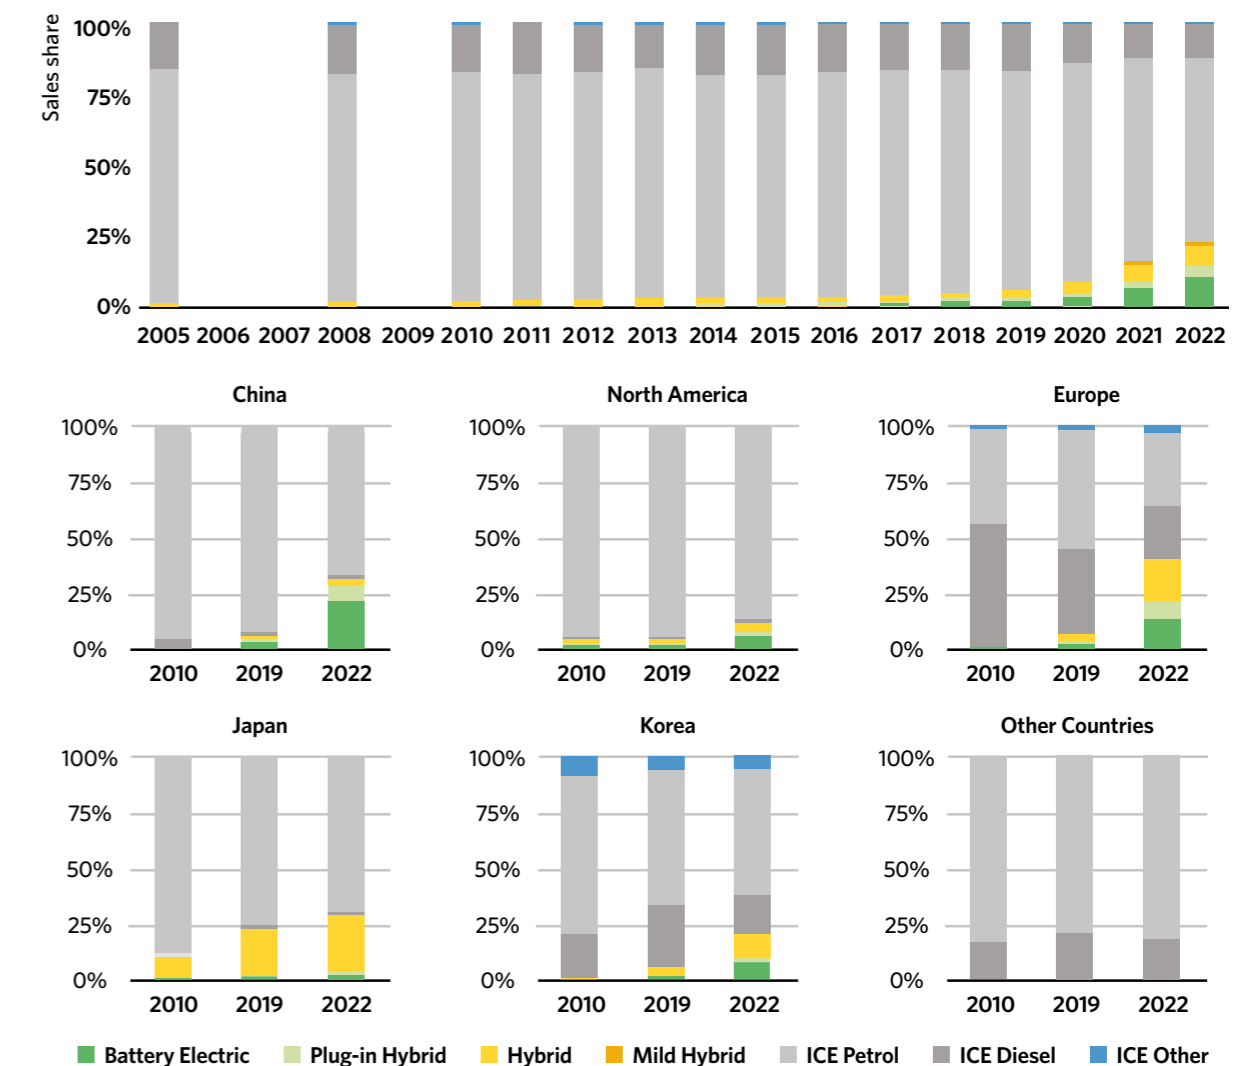 Sales share
100%
75%
50%
25%
0%
2005 2006 2007 2008 2009 2010 2011 2012 2013 2014 2015 2016 2017 2018 2019 2020 2021 2022
China North America Europe
100% 100% 100%
75% 75% 75%
50% 50% 50%
25% 25% 25%
0% 0% 0%
2010 2019 2022 2010 2019 2022 2010 2019 2022
Japan Korea Other Countries
100% 100% 100%
75% 75% 75%
50% 50% 50%
25% 25% 25%
0% 0% 0%
2010 2019 2022 2010 2019 2022 2010 2019 2022
Battery Electric Plug-in Hybrid Hybrid Mild Hybrid ICE Petrol ICE Diesel ICE Other